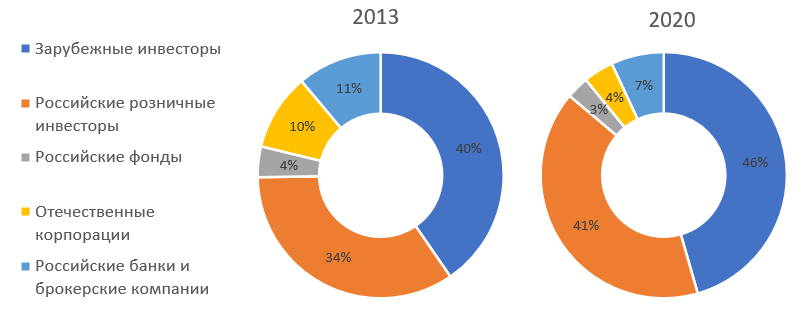 2013
2020
Зарубежные инвесторы
Российские розничные
инвесторы
Российские фонды
Отечественные
корпорации
Российские банки и
брокерские компании
40%
34%
4%
10%
11%
46%
41%
3%
4%
7%